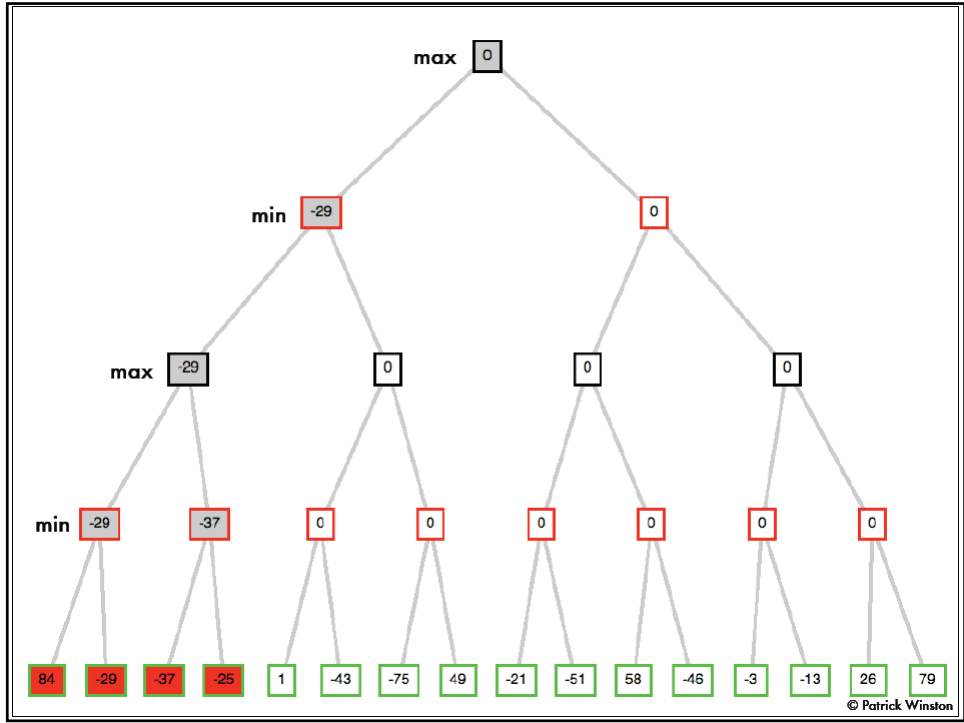 max 0
min -29 0
max -29 0 0 0
min -29 -37 0 0 0 0 0 0
84 -29 -37 -25 1 -43 -75 49 -21 -51 58 -46 -3 -13 26 79
© Patrick Winston